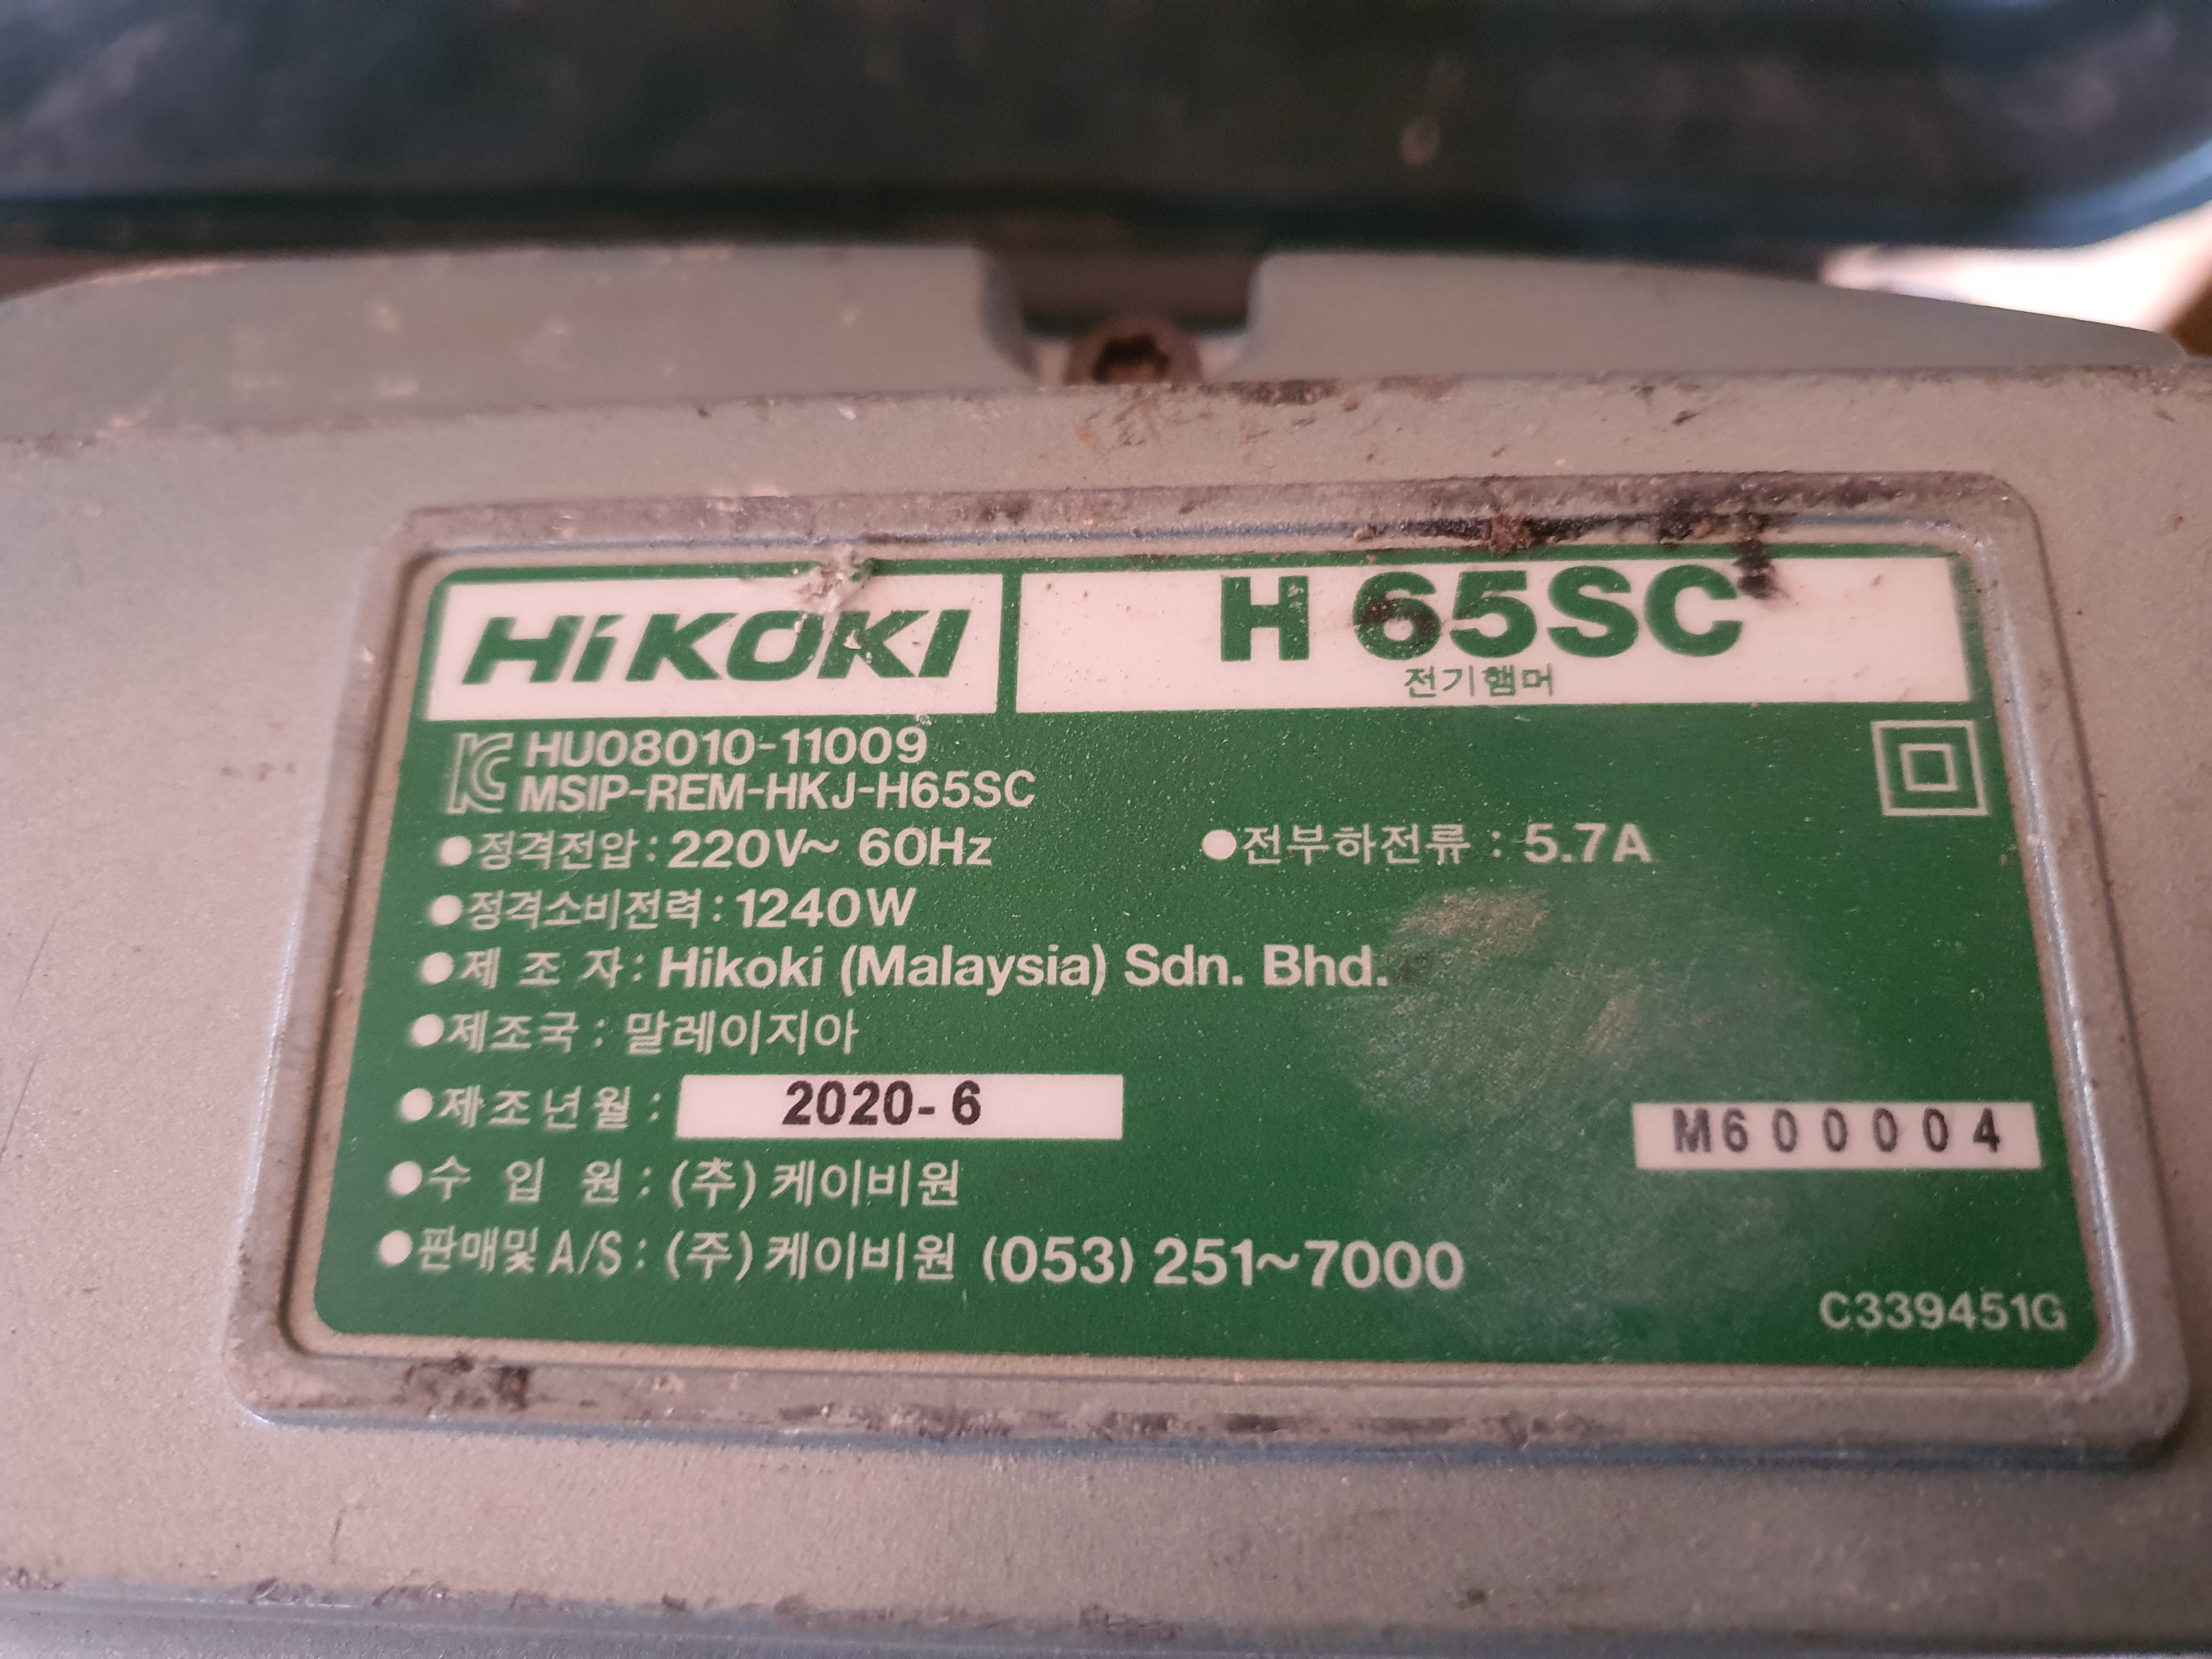 HiKOKI
H 65SC
전기햄머
HU08010-11009
MSIP-REM-HKJ-H65SC
●정격전압: 220V~ 60Hz ●전부하전류 : 5.7A
●정격소비전력: 1240W
●제 조 자: Hikoki (Malaysia) Sdn. Bhd.
●제조국 : 말레이지아
●제조년월 : 2020-6
M600004
●수 입 원 : (추) 케이비원
●판매및 A/S : (주) 케이비원 (053) 251~7000
C339451G